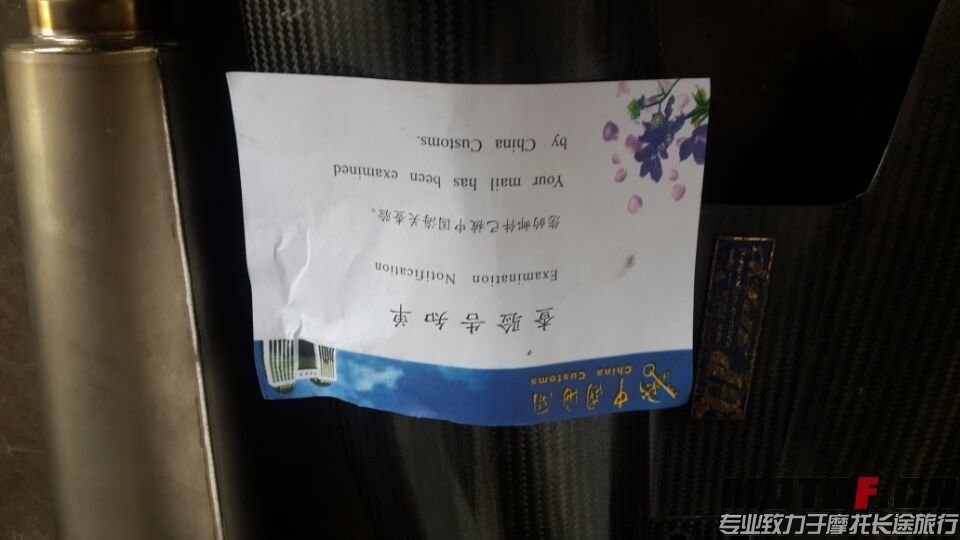 中国海关
China Customs
查验告知单
Examination Notification
您的邮件已被中国海关查验。
Your mail has been examined
by China Customs.
专业致力于摩托长途旅行